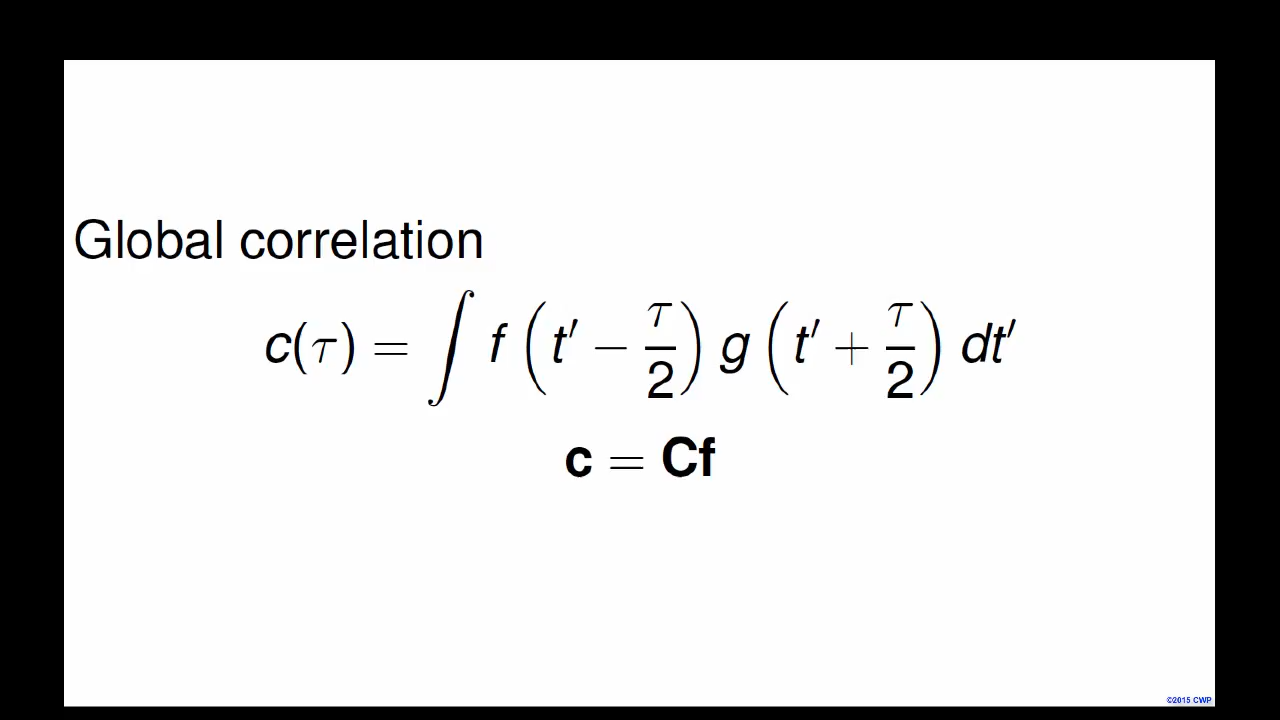 Global correlation
c(τ) = ∫ f (t′ − τ/2) g (t′ + τ/2) dt′
c = Cf
©2015 CWP